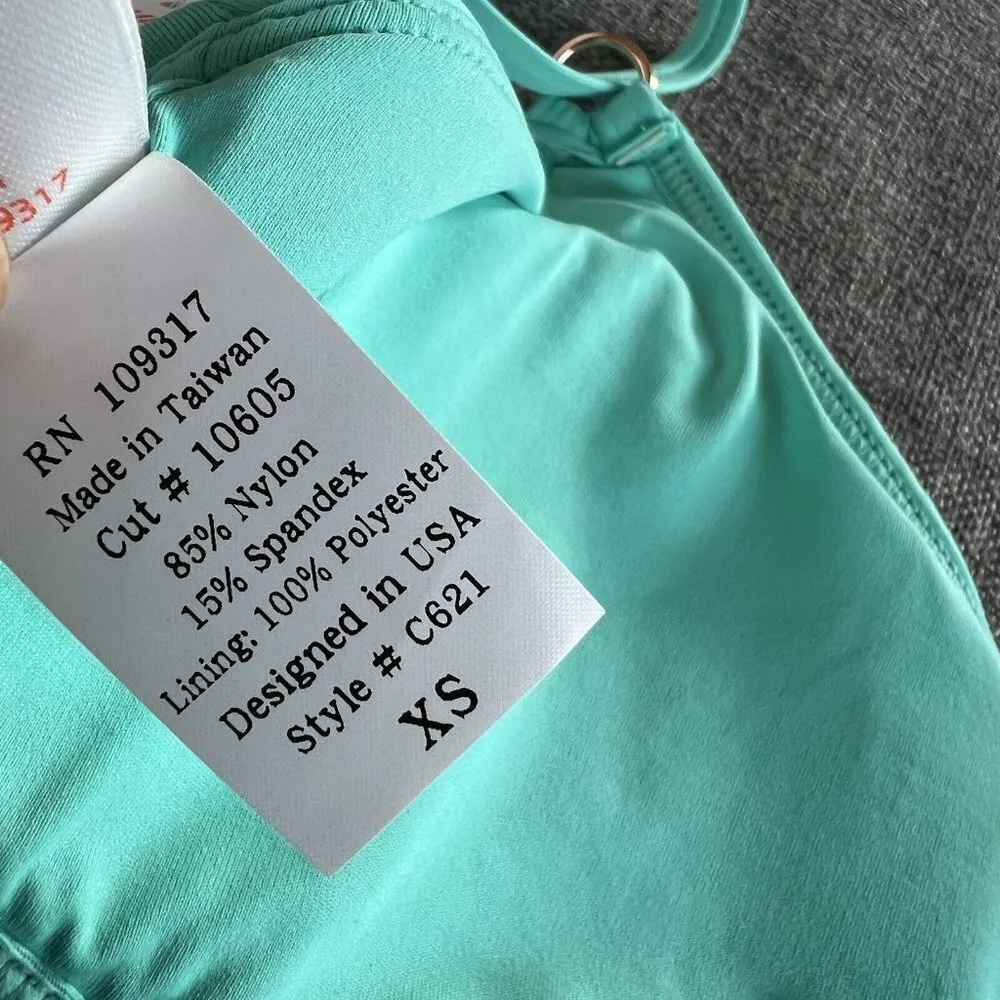 9317
RN 109317
Made in Taiwan
Cut # 10605
85% Nylon
15% Spandex
Lining: 100% Polyester
Designed in USA
Style # C621
XS